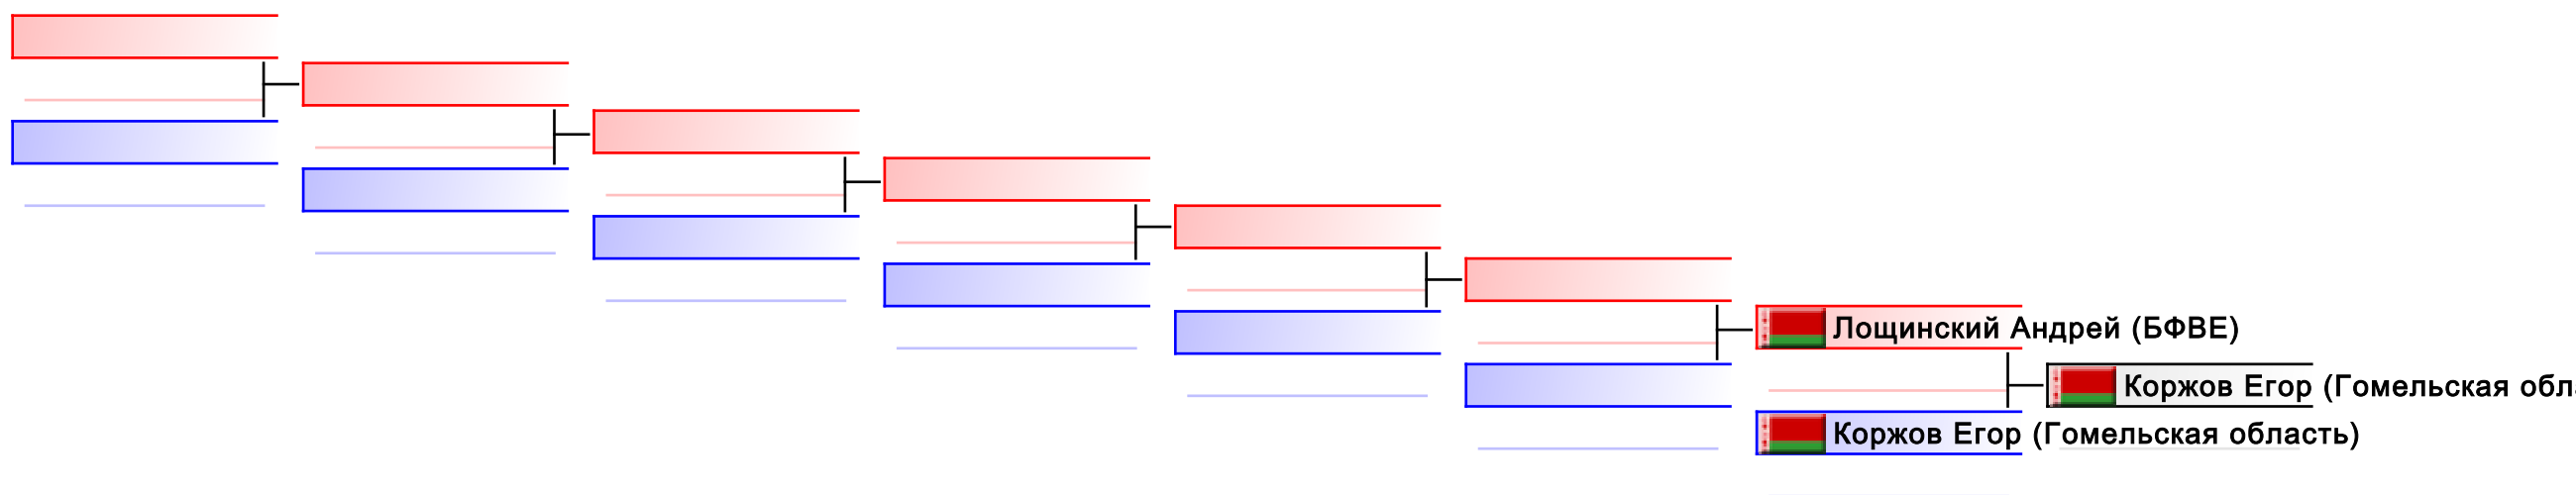 Лощинский Андрей (БФВЕ)
Коржов Егор (Гомельская обл
Коржов Егор (Гомельская область)